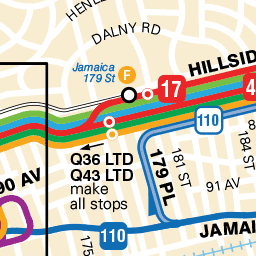 HENLE
DALNY RD
Jamaica
179 St
F
HILLSID
17
4
110
Q36 LTD
Q43 LTD
make
all stops
179 PL
181 ST
184 ST
90 AV
91 AV
175
110
JAMAI